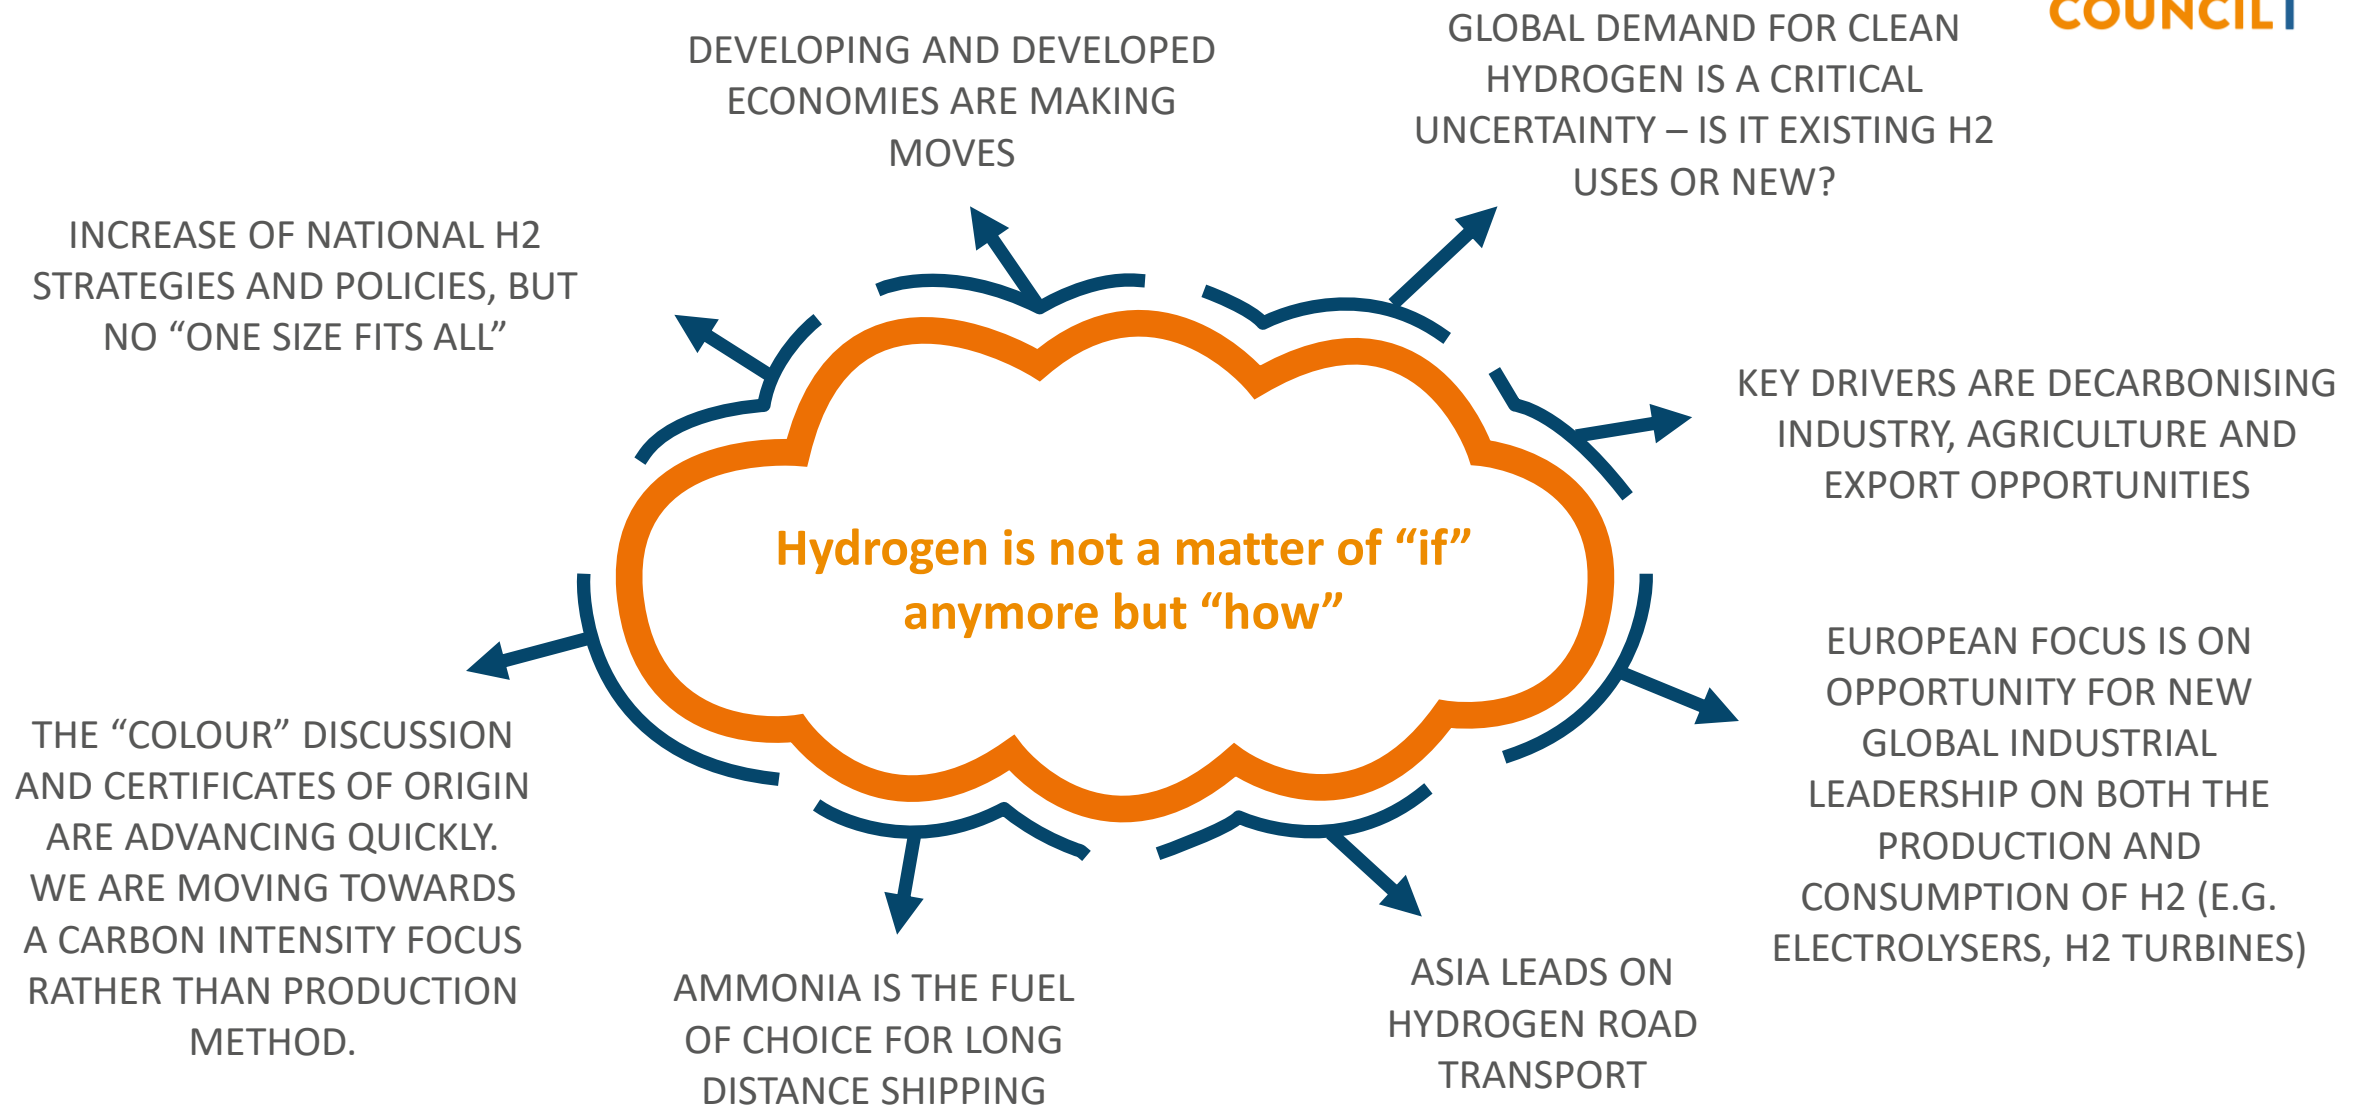 COUNCIL
DEVELOPING AND DEVELOPED
ECONOMIES ARE MAKING
MOVES
GLOBAL DEMAND FOR CLEAN
HYDROGEN IS A CRITICAL
UNCERTAINTY – IS IT EXISTING H2
USES OR NEW?
INCREASE OF NATIONAL H2
STRATEGIES AND POLICIES, BUT
NO “ONE SIZE FITS ALL”
KEY DRIVERS ARE DECARBONISING
INDUSTRY, AGRICULTURE AND
EXPORT OPPORTUNITIES
Hydrogen is not a matter of “if”
anymore but “how”
EUROPEAN FOCUS IS ON
OPPORTUNITY FOR NEW
GLOBAL INDUSTRIAL
LEADERSHIP ON BOTH THE
PRODUCTION AND
CONSUMPTION OF H2 (E.G.
ELECTROLYSERS, H2 TURBINES)
THE “COLOUR” DISCUSSION
AND CERTIFICATES OF ORIGIN
ARE ADVANCING QUICKLY.
WE ARE MOVING TOWARDS
A CARBON INTENSITY FOCUS
RATHER THAN PRODUCTION
METHOD.
AMMONIA IS THE FUEL
OF CHOICE FOR LONG
DISTANCE SHIPPING
ASIA LEADS ON
HYDROGEN ROAD
TRANSPORT